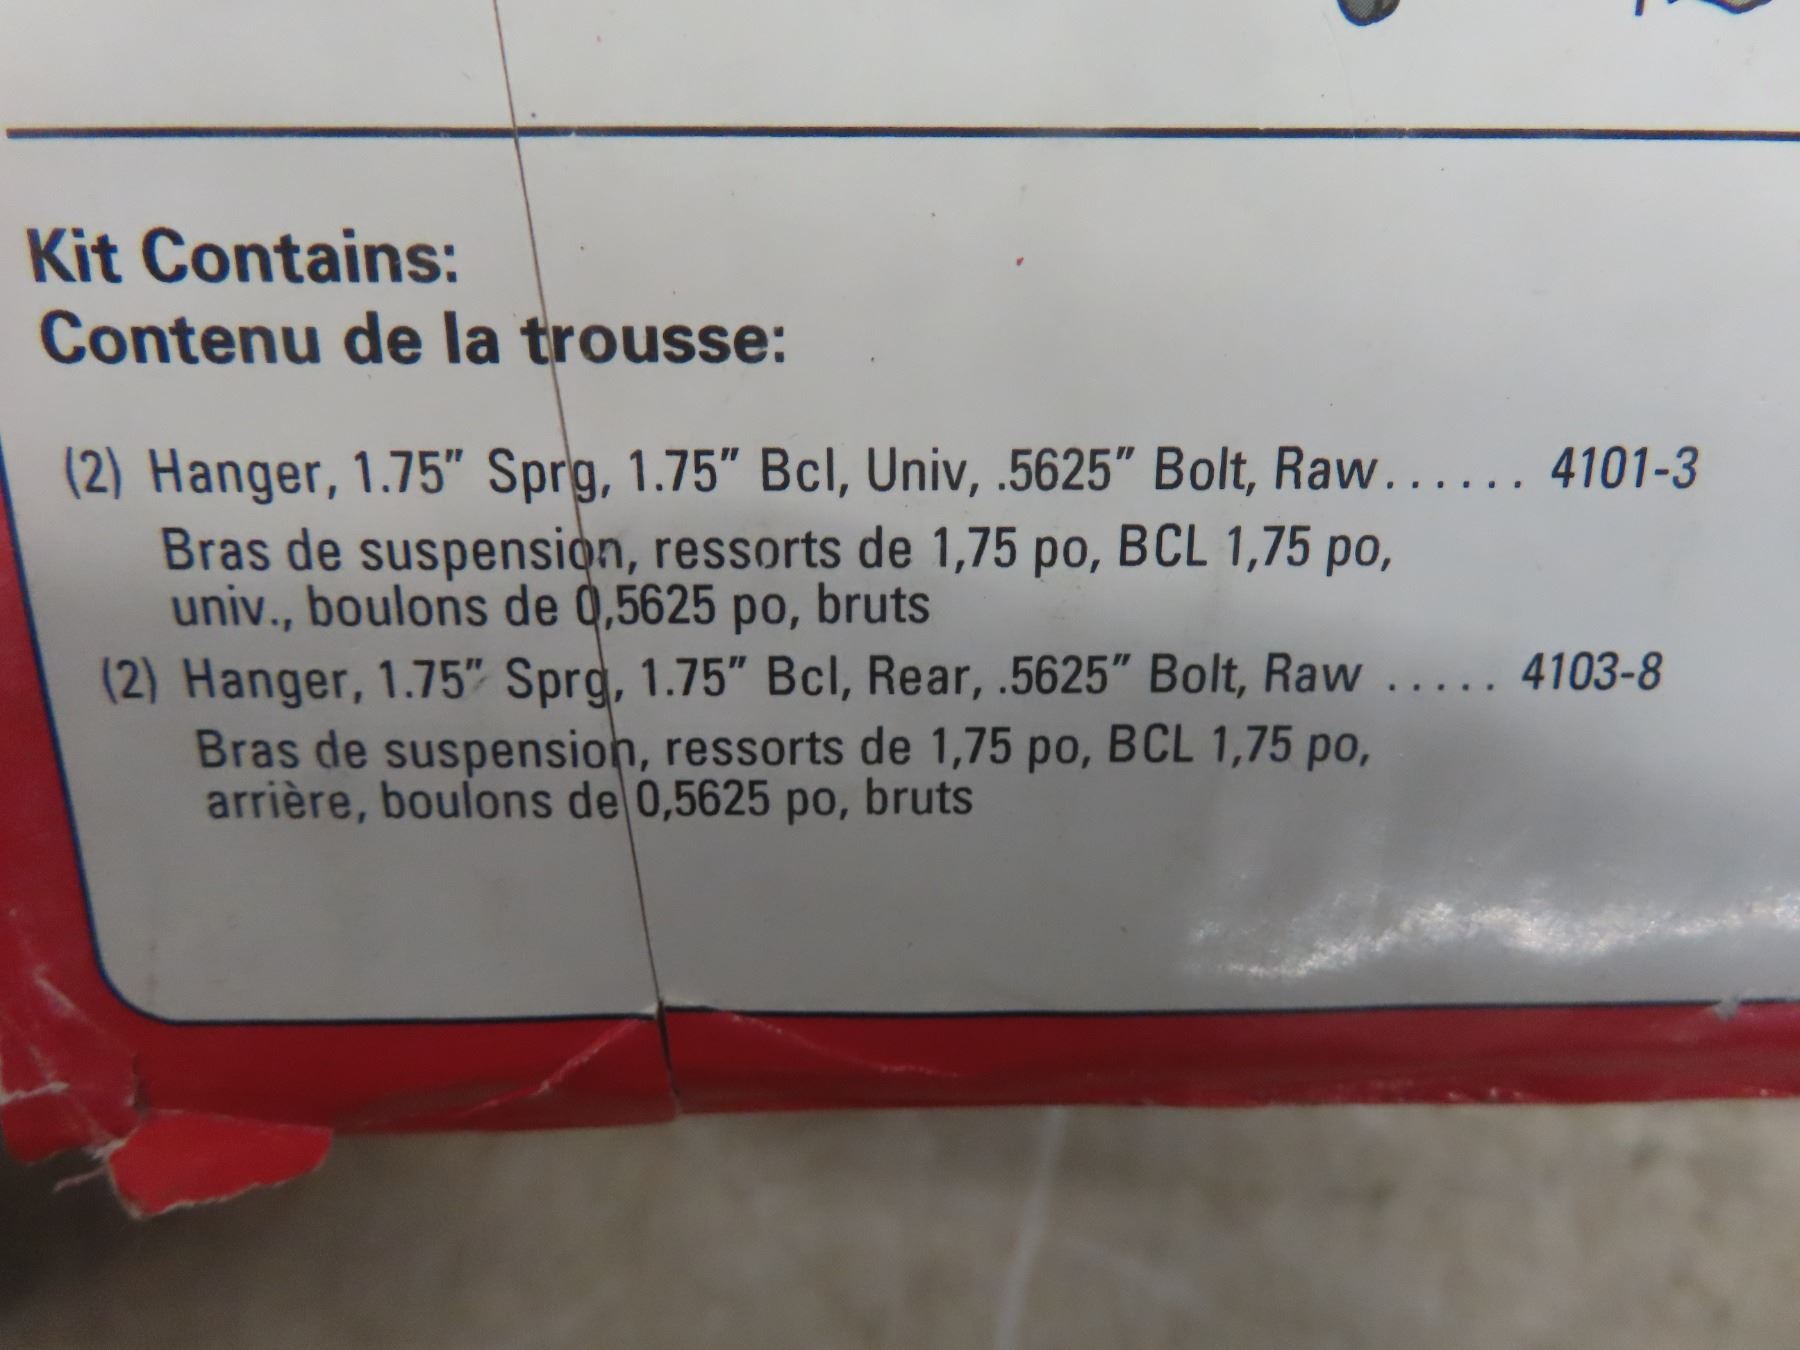 Kit Contains:
Contenu de la trousse:
(2) Hanger, 1.75" Sprg, 1.75" Bcl, Univ, .5625" Bolt, Raw...... 4101-3
Bras de suspension, ressorts de 1,75 po, BCL 1,75 po,
univ., boulons de 0,5625 po, bruts
(2) Hanger, 1.75" Sprg, 1.75" Bcl, Rear, .5625" Bolt, Raw ..... 4103-8
Bras de suspension, ressorts de 1,75 po, BCL 1,75 po,
arrière, boulons de 0,5625 po, bruts